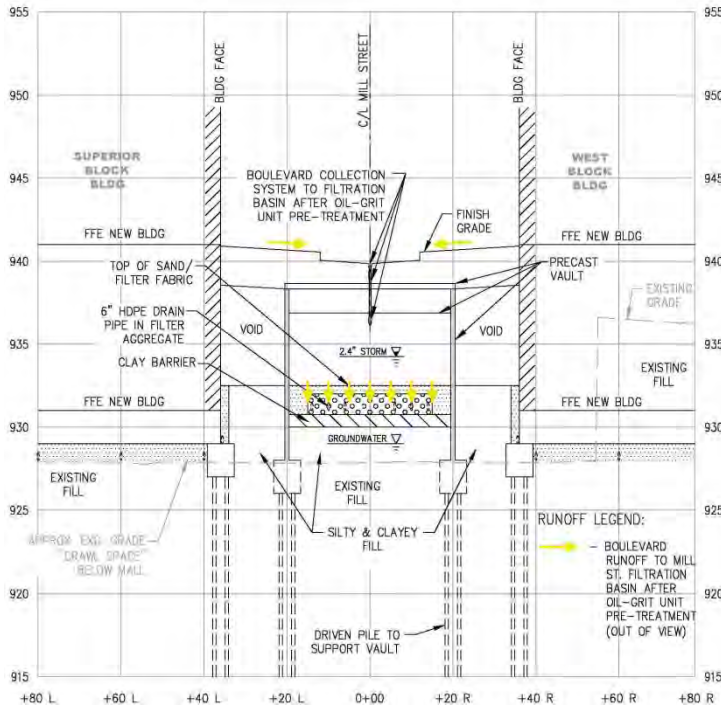 955
955
BLDG FACE
C/L MILL STREET
BLDG FACE
950
950
SUPERIOR
BLOCK
BLDG
WEST
BLOCK
BLDG
945
945
BOULEVARD COLLECTION
SYSTEM TO FILTRATION
BASIN AFTER OIL-GRIT
UNIT PRE-TREATMENT
FINISH
GRADE
FFE NEW BLDG
FFE NEW BLDG
940
940
TOP OF SAND/
FILTER FABRIC
PRECAST
VAULT
EXISTING
GRADE
6" HDPE DRAIN
PIPE IN FILTER
AGGREGATE
VOID
VOID
935
935
2.4" STORM
CLAY BARRIER
EXISTING
FILL
FFE NEW BLDG
FFE NEW BLDG
930
930
GROUNDWATER
EXISTING
FILL
EXISTING
FILL
EXISTING
FILL
925
925
SILTY & CLAYEY
FILL
APPROX EXG GRADE
"CRAWL SPACE"
BELOW MALL
RUNOFF LEGEND:
- BOULEVARD
RUNOFF TO MILL
ST. FILTRATION
BASIN AFTER
OIL-GRIT UNIT
PRE-TREATMENT
(OUT OF VIEW)
920
920
DRIVEN PILE TO
SUPPORT VAULT
915
915
+80 L +60 L +40 L +20 L 0+00 +20 R +40 R +60 R +80 R